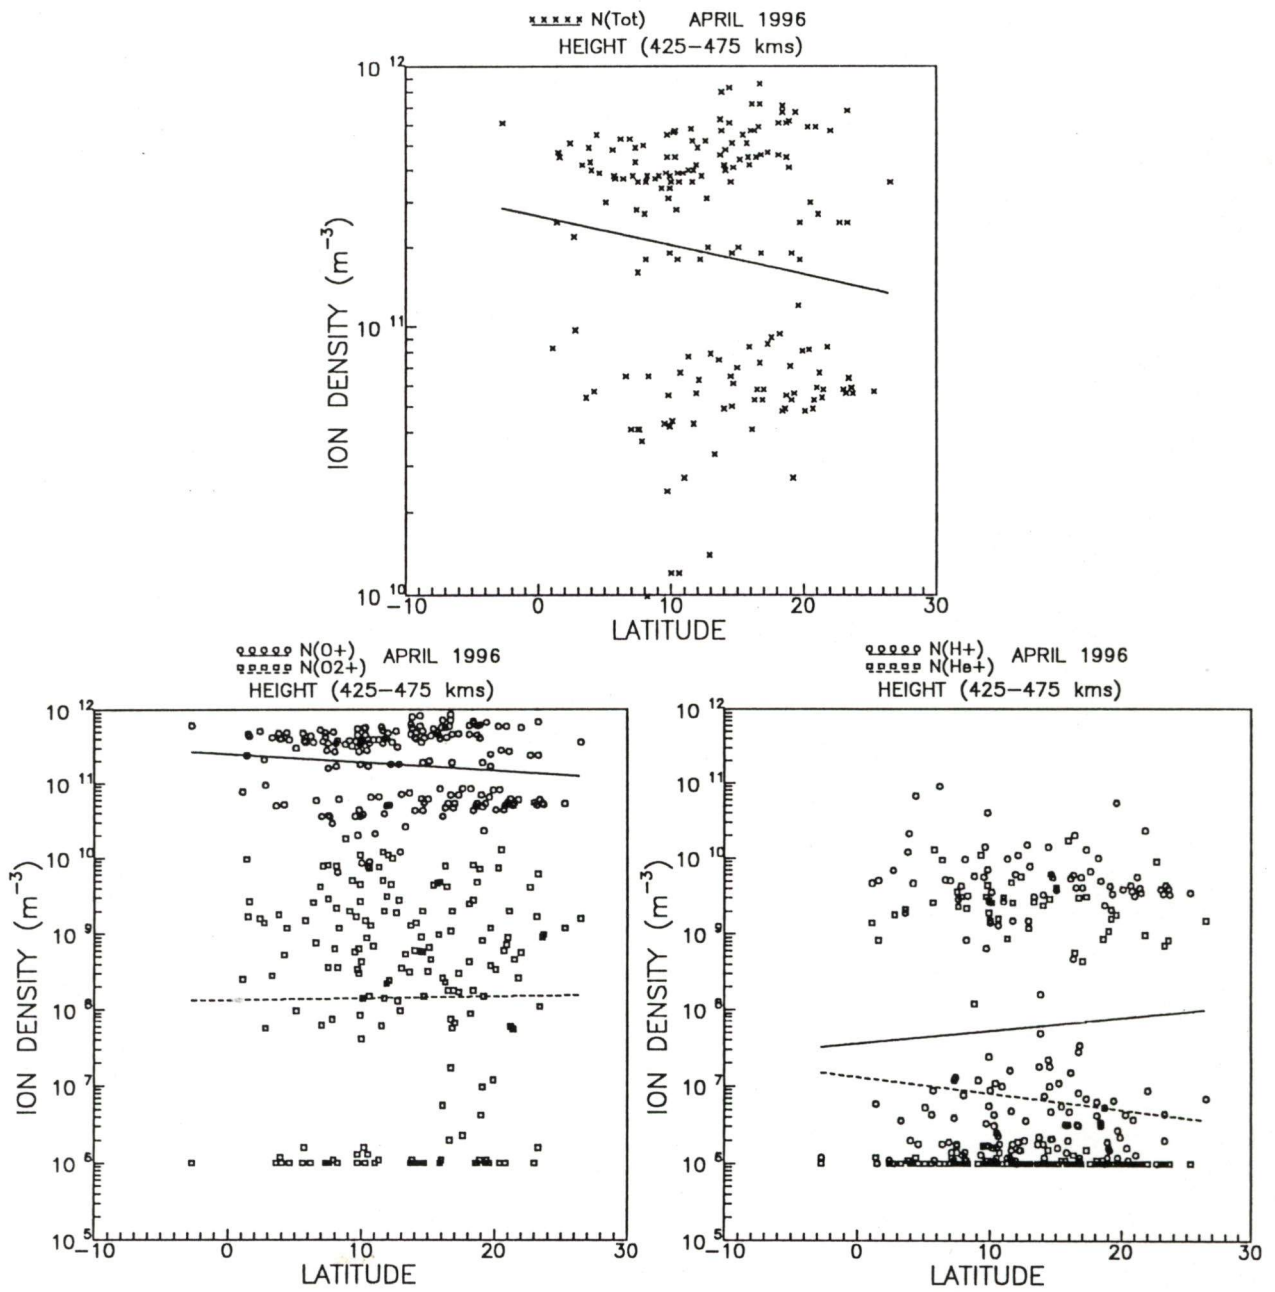 ××××× N(Tot) APRIL 1996
HEIGHT (425–475 kms)
10 12
10 11
10 10
ION DENSITY (m⁻³)
−10 0 10 20 30
LATITUDE
N(O+) APRIL 1996
N(O2+)
HEIGHT (425–475 kms)
10 12
10 11
10 10
10 9
10 8
10 7
10 6
10 5
ION DENSITY (m⁻³)
−10 0 10 20 30
LATITUDE
N(H+) APRIL 1996
N(He+)
HEIGHT (425–475 kms)
10 12
10 11
10 10
10 9
10 8
10 7
10 6
10 5
ION DENSITY (m⁻³)
−10 0 10 20 30
LATITUDE